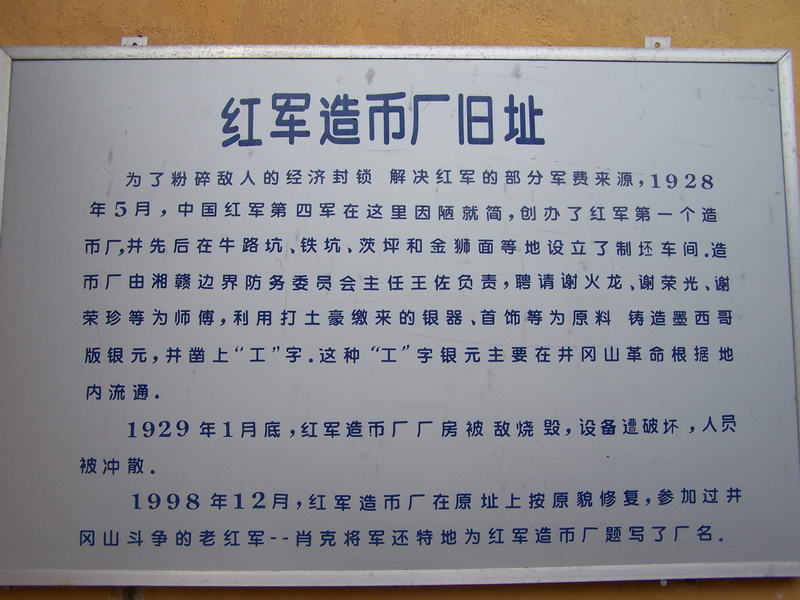 红军造币厂旧址
为了粉碎敌人的经济封锁 解决红军的部分军费来源,1928
年5月,中国红军第四军在这里因陋就简,创办了红军第一个造
币厂,并先后在牛路坑、铁坑、茨坪和金狮面等地设立了制坯车间.造
币厂由湘赣边界防务委员会主任王佐负责,聘请谢火龙、谢荣光、谢
荣珍等为师傅,利用打土豪缴来的银器、首饰等为原料 铸造墨西哥
版银元,并凿上“工”字.这种“工”字银元主要在井冈山革命根据地
内流通.
1929年1月底,红军造币厂厂房被敌烧毁,设备遭破坏,人员
被冲散.
1998年12月,红军造币厂在原址上按原貌修复,参加过井
冈山斗争的老红军--肖克将军还特地为红军造币厂题写了厂名.